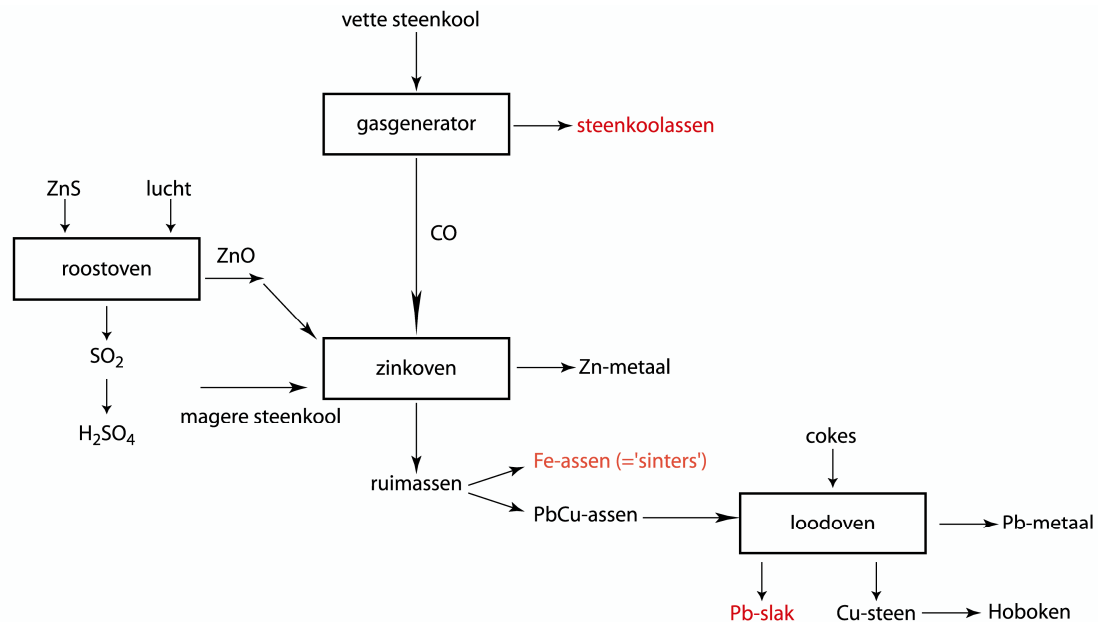 vette steenkool
gasgenerator
steenkoolassen
ZnS
lucht
CO
roostoven
ZnO
SO₂
zinkoven
Zn-metaal
magere steenkool
H₂SO₄
cokes
Fe-assen (='sinters')
ruimassen
PbCu-assen
loodoven
Pb-metaal
Pb-slak
Cu-steen
Hoboken